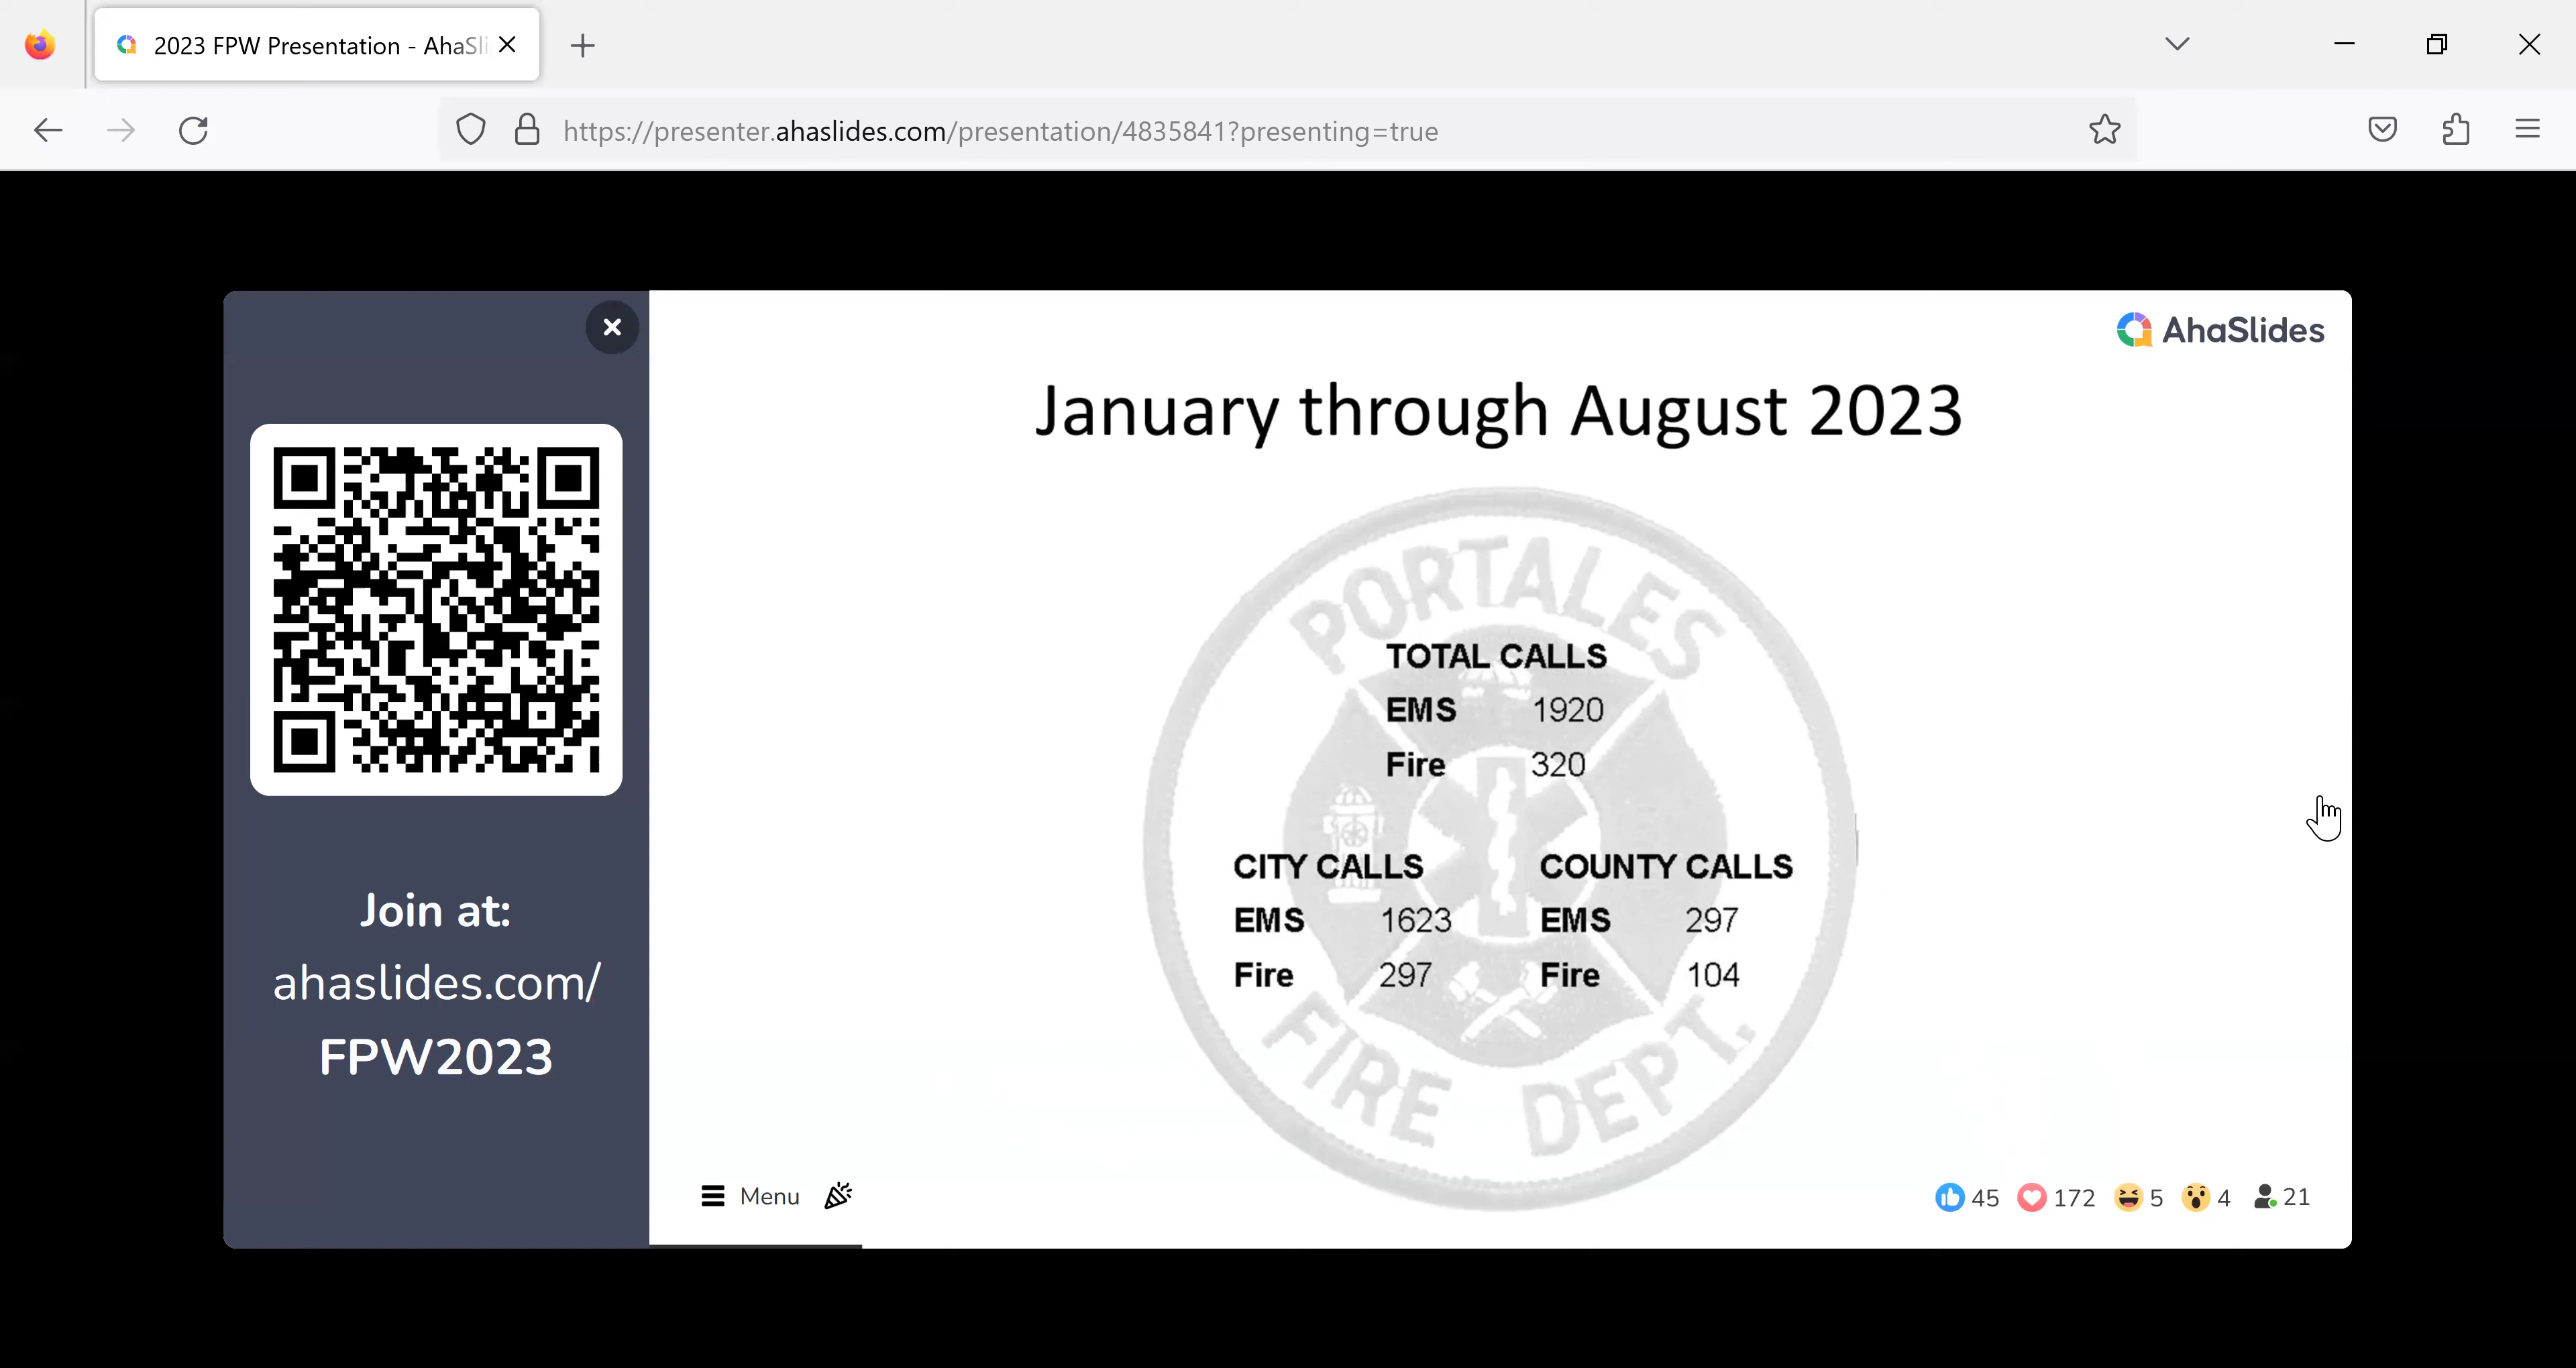 2023 FPW Presentation - AhaSli
https://presenter.ahaslides.com/presentation/4835841?presenting=true
AhaSlides
January through August 2023
PORTALES
TOTAL CALLS
EMS 1920
Fire 320
CITY CALLS
EMS 1623
Fire 297
COUNTY CALLS
EMS 297
Fire 104
FIRE DEPT.
Join at:
ahaslides.com/
FPW2023
Menu
45 172 5 4 21